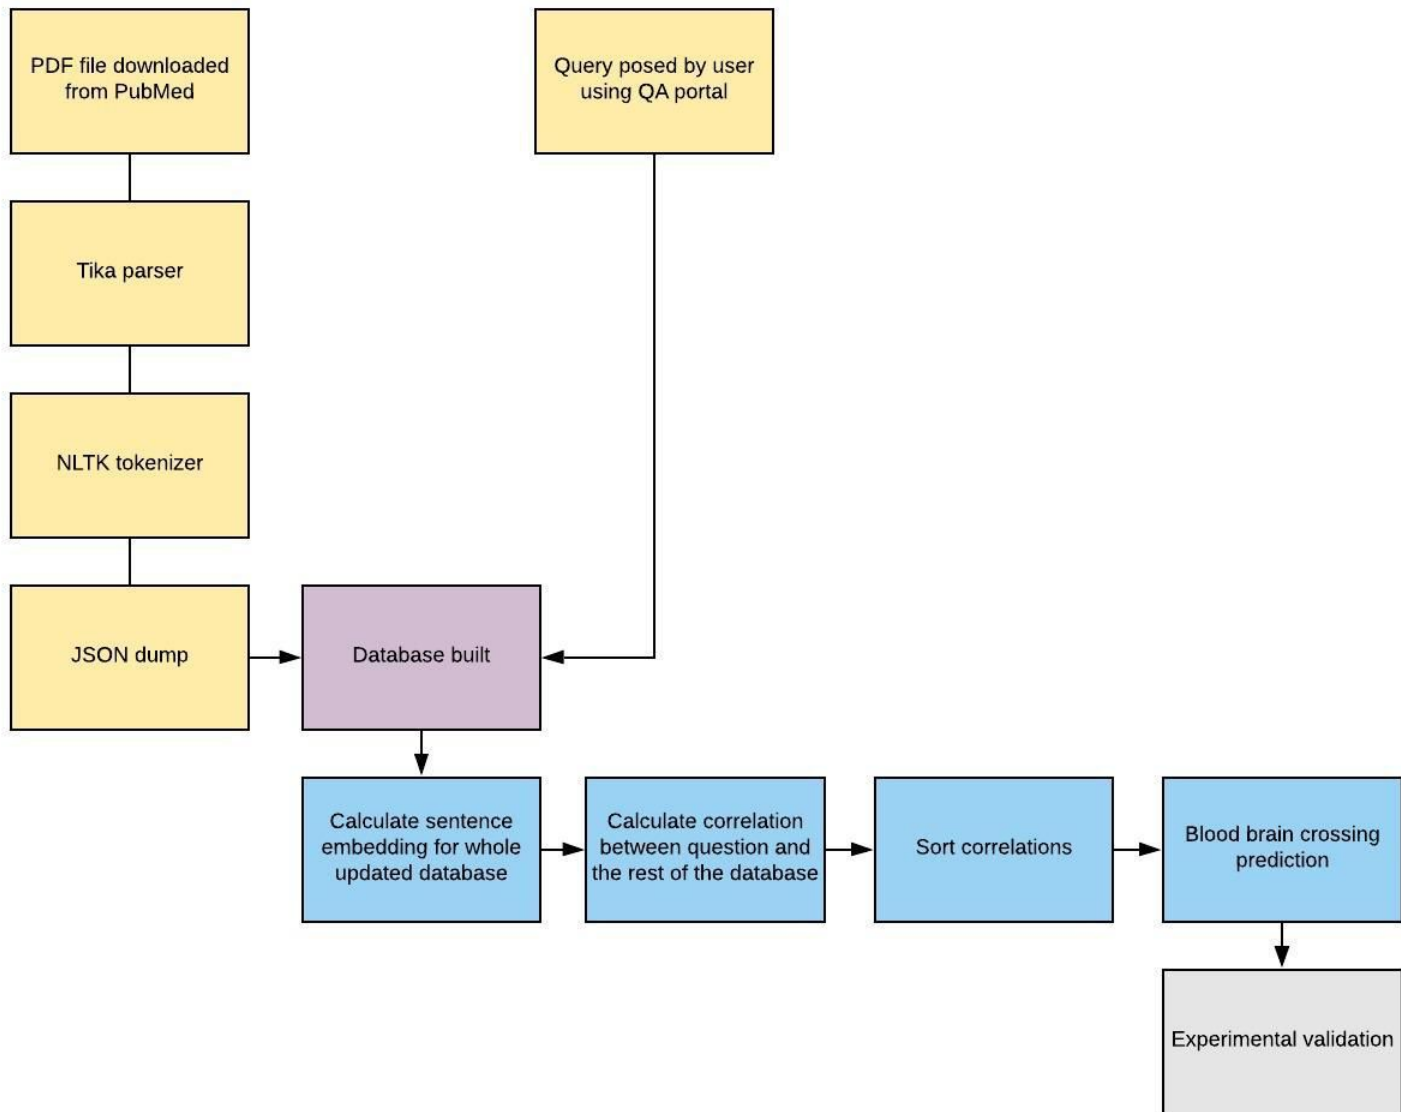 PDF file downloaded
from PubMed
Query posed by user
using QA portal
Tika parser
NLTK tokenizer
JSON dump
Database built
Calculate sentence
embedding for whole
updated database
Calculate correlation
between question and
the rest of the database
Sort correlations
Blood brain crossing
prediction
Experimental validation